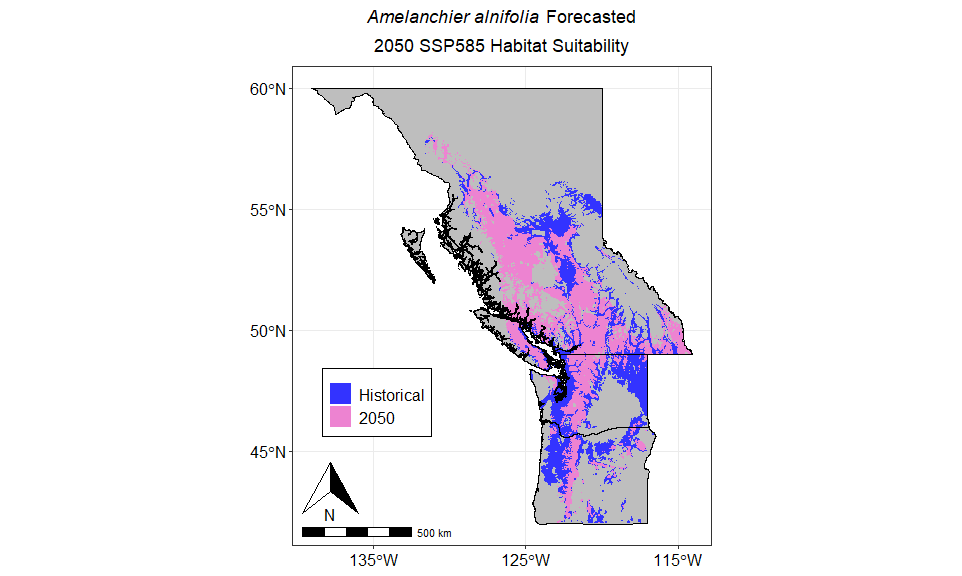 Amelanchier alnifolia Forecasted
2050 SSP585 Habitat Suitability
60°N
55°N
50°N
45°N
Historical
2050
N
500 km
135°W
125°W
115°W